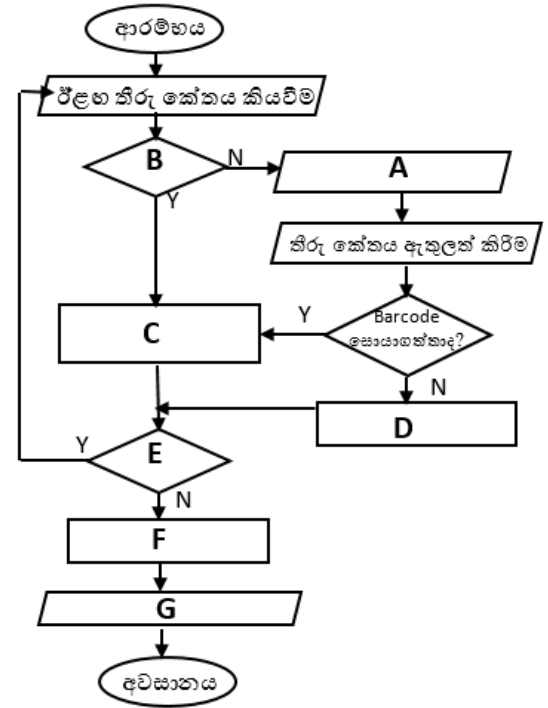 ආරම්භය
ඊළඟ තීරු කේතය කියවීම
B
N
A
Y
තීරු කේතය ඇතුලත් කිරීම
C
Y
Barcode
සොයාගත්තාද?
N
D
Y
E
N
F
G
අවසානය